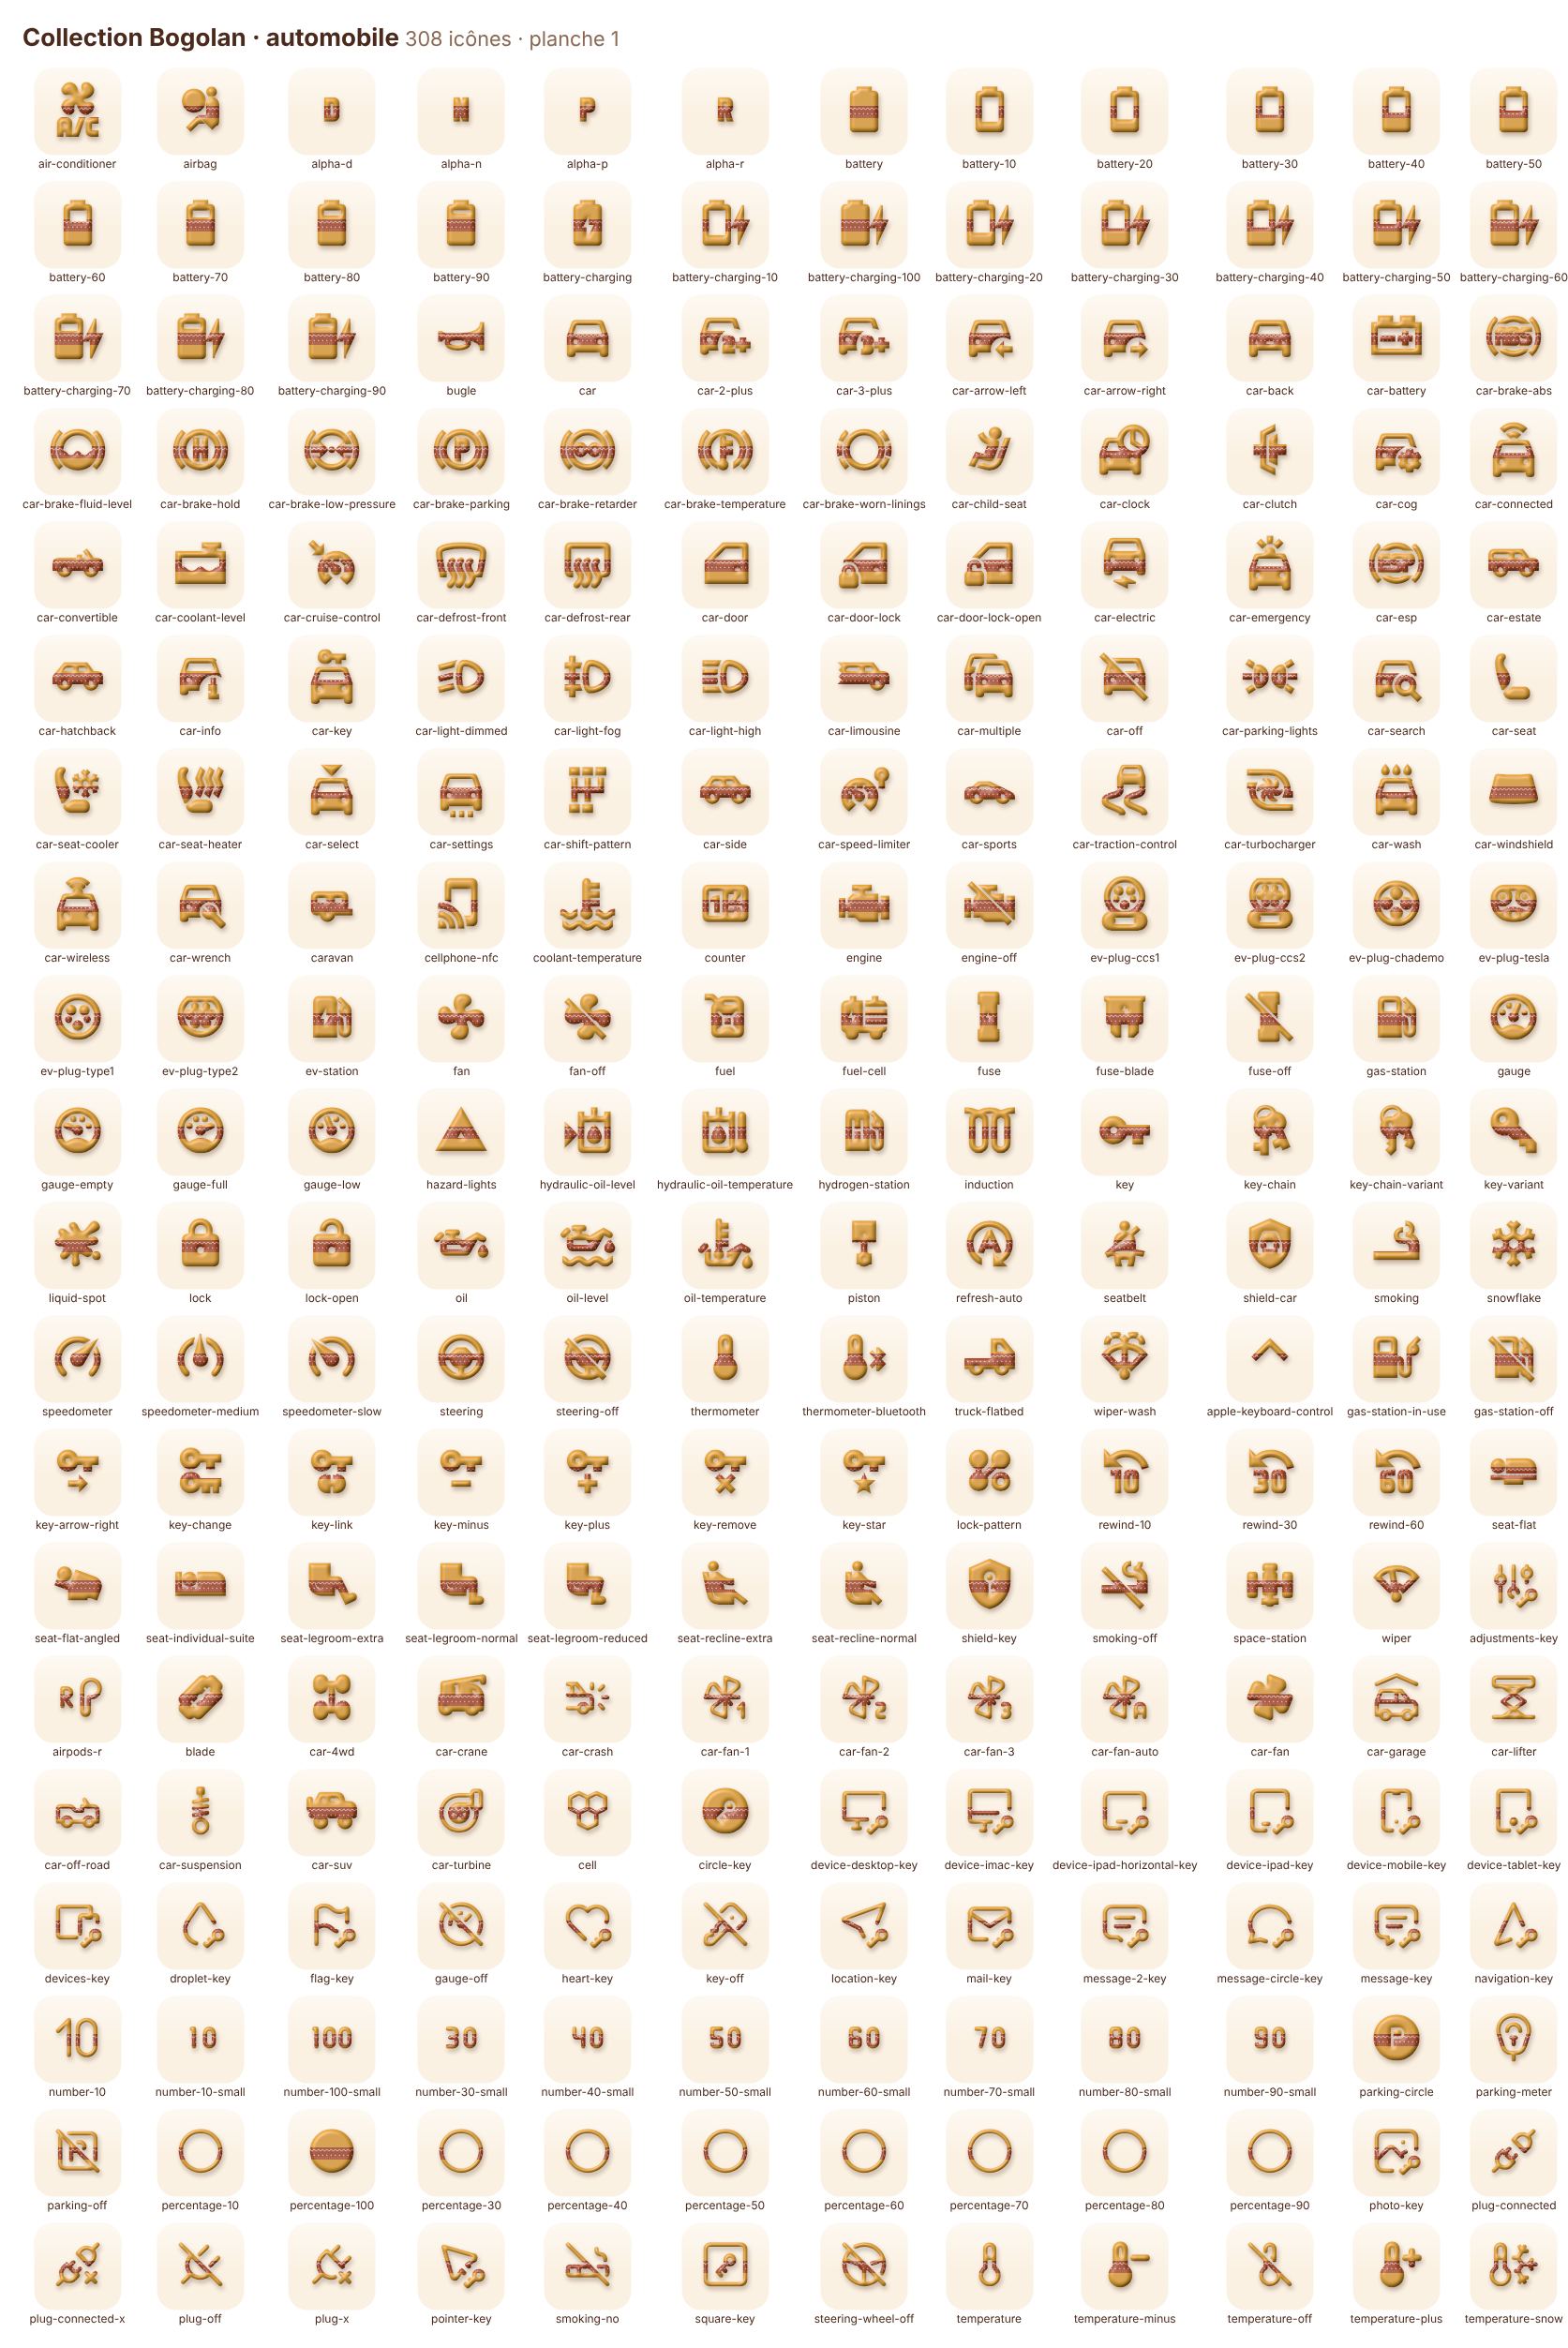 Collection Bogolan · automobile 308 icônes · planche 1
air-conditioner airbag alpha-d alpha-n alpha-p alpha-r battery battery-10 battery-20 battery-30 battery-40 battery-50
battery-60 battery-70 battery-80 battery-90 battery-charging battery-charging-10 battery-charging-100 battery-charging-20 battery-charging-30 battery-charging-40 battery-charging-50 battery-charging-60
battery-charging-70 battery-charging-80 battery-charging-90 bugle car car-2-plus car-3-plus car-arrow-left car-arrow-right car-back car-battery car-brake-abs
car-brake-fluid-level car-brake-hold car-brake-low-pressure car-brake-parking car-brake-retarder car-brake-temperature car-brake-worn-linings car-child-seat car-clock car-clutch car-cog car-connected
car-convertible car-coolant-level car-cruise-control car-defrost-front car-defrost-rear car-door car-door-lock car-door-lock-open car-electric car-emergency car-esp car-estate
car-hatchback car-info car-key car-light-dimmed car-light-fog car-light-high car-limousine car-multiple car-off car-parking-lights car-search car-seat
car-seat-cooler car-seat-heater car-select car-settings car-shift-pattern car-side car-speed-limiter car-sports car-traction-control car-turbocharger car-wash car-windshield
car-wireless car-wrench caravan cellphone-nfc coolant-temperature counter engine engine-off ev-plug-ccs1 ev-plug-ccs2 ev-plug-chademo ev-plug-tesla
ev-plug-type1 ev-plug-type2 ev-station fan fan-off fuel fuel-cell fuse fuse-blade fuse-off gas-station gauge
gauge-empty gauge-full gauge-low hazard-lights hydraulic-oil-level hydraulic-oil-temperature hydrogen-station induction key key-chain key-chain-variant key-variant
liquid-spot lock lock-open oil oil-level oil-temperature piston refresh-auto seatbelt shield-car smoking snowflake
speedometer speedometer-medium speedometer-slow steering steering-off thermometer thermometer-bluetooth truck-flatbed wiper-wash apple-keyboard-control gas-station-in-use gas-station-off
key-arrow-right key-change key-link key-minus key-plus key-remove key-star lock-pattern rewind-10 rewind-30 rewind-60 seat-flat
seat-flat-angled seat-individual-suite seat-legroom-extra seat-legroom-normal seat-legroom-reduced seat-recline-extra seat-recline-normal shield-key smoking-off space-station wiper adjustments-key
airpods-r blade car-4wd car-crane car-crash car-fan-1 car-fan-2 car-fan-3 car-fan-auto car-fan car-garage car-lifter
car-off-road car-suspension car-suv car-turbine cell circle-key device-desktop-key device-imac-key device-ipad-horizontal-key device-ipad-key device-mobile-key device-tablet-key
devices-key droplet-key flag-key gauge-off heart-key key-off location-key mail-key message-2-key message-circle-key message-key navigation-key
number-10 number-10-small number-100-small number-30-small number-40-small number-50-small number-60-small number-70-small number-80-small number-90-small parking-circle parking-meter
parking-off percentage-10 percentage-100 percentage-30 percentage-40 percentage-50 percentage-60 percentage-70 percentage-80 percentage-90 photo-key plug-connected
plug-connected-x plug-off plug-x pointer-key smoking-no square-key steering-wheel-off temperature temperature-minus temperature-off temperature-plus temperature-snow